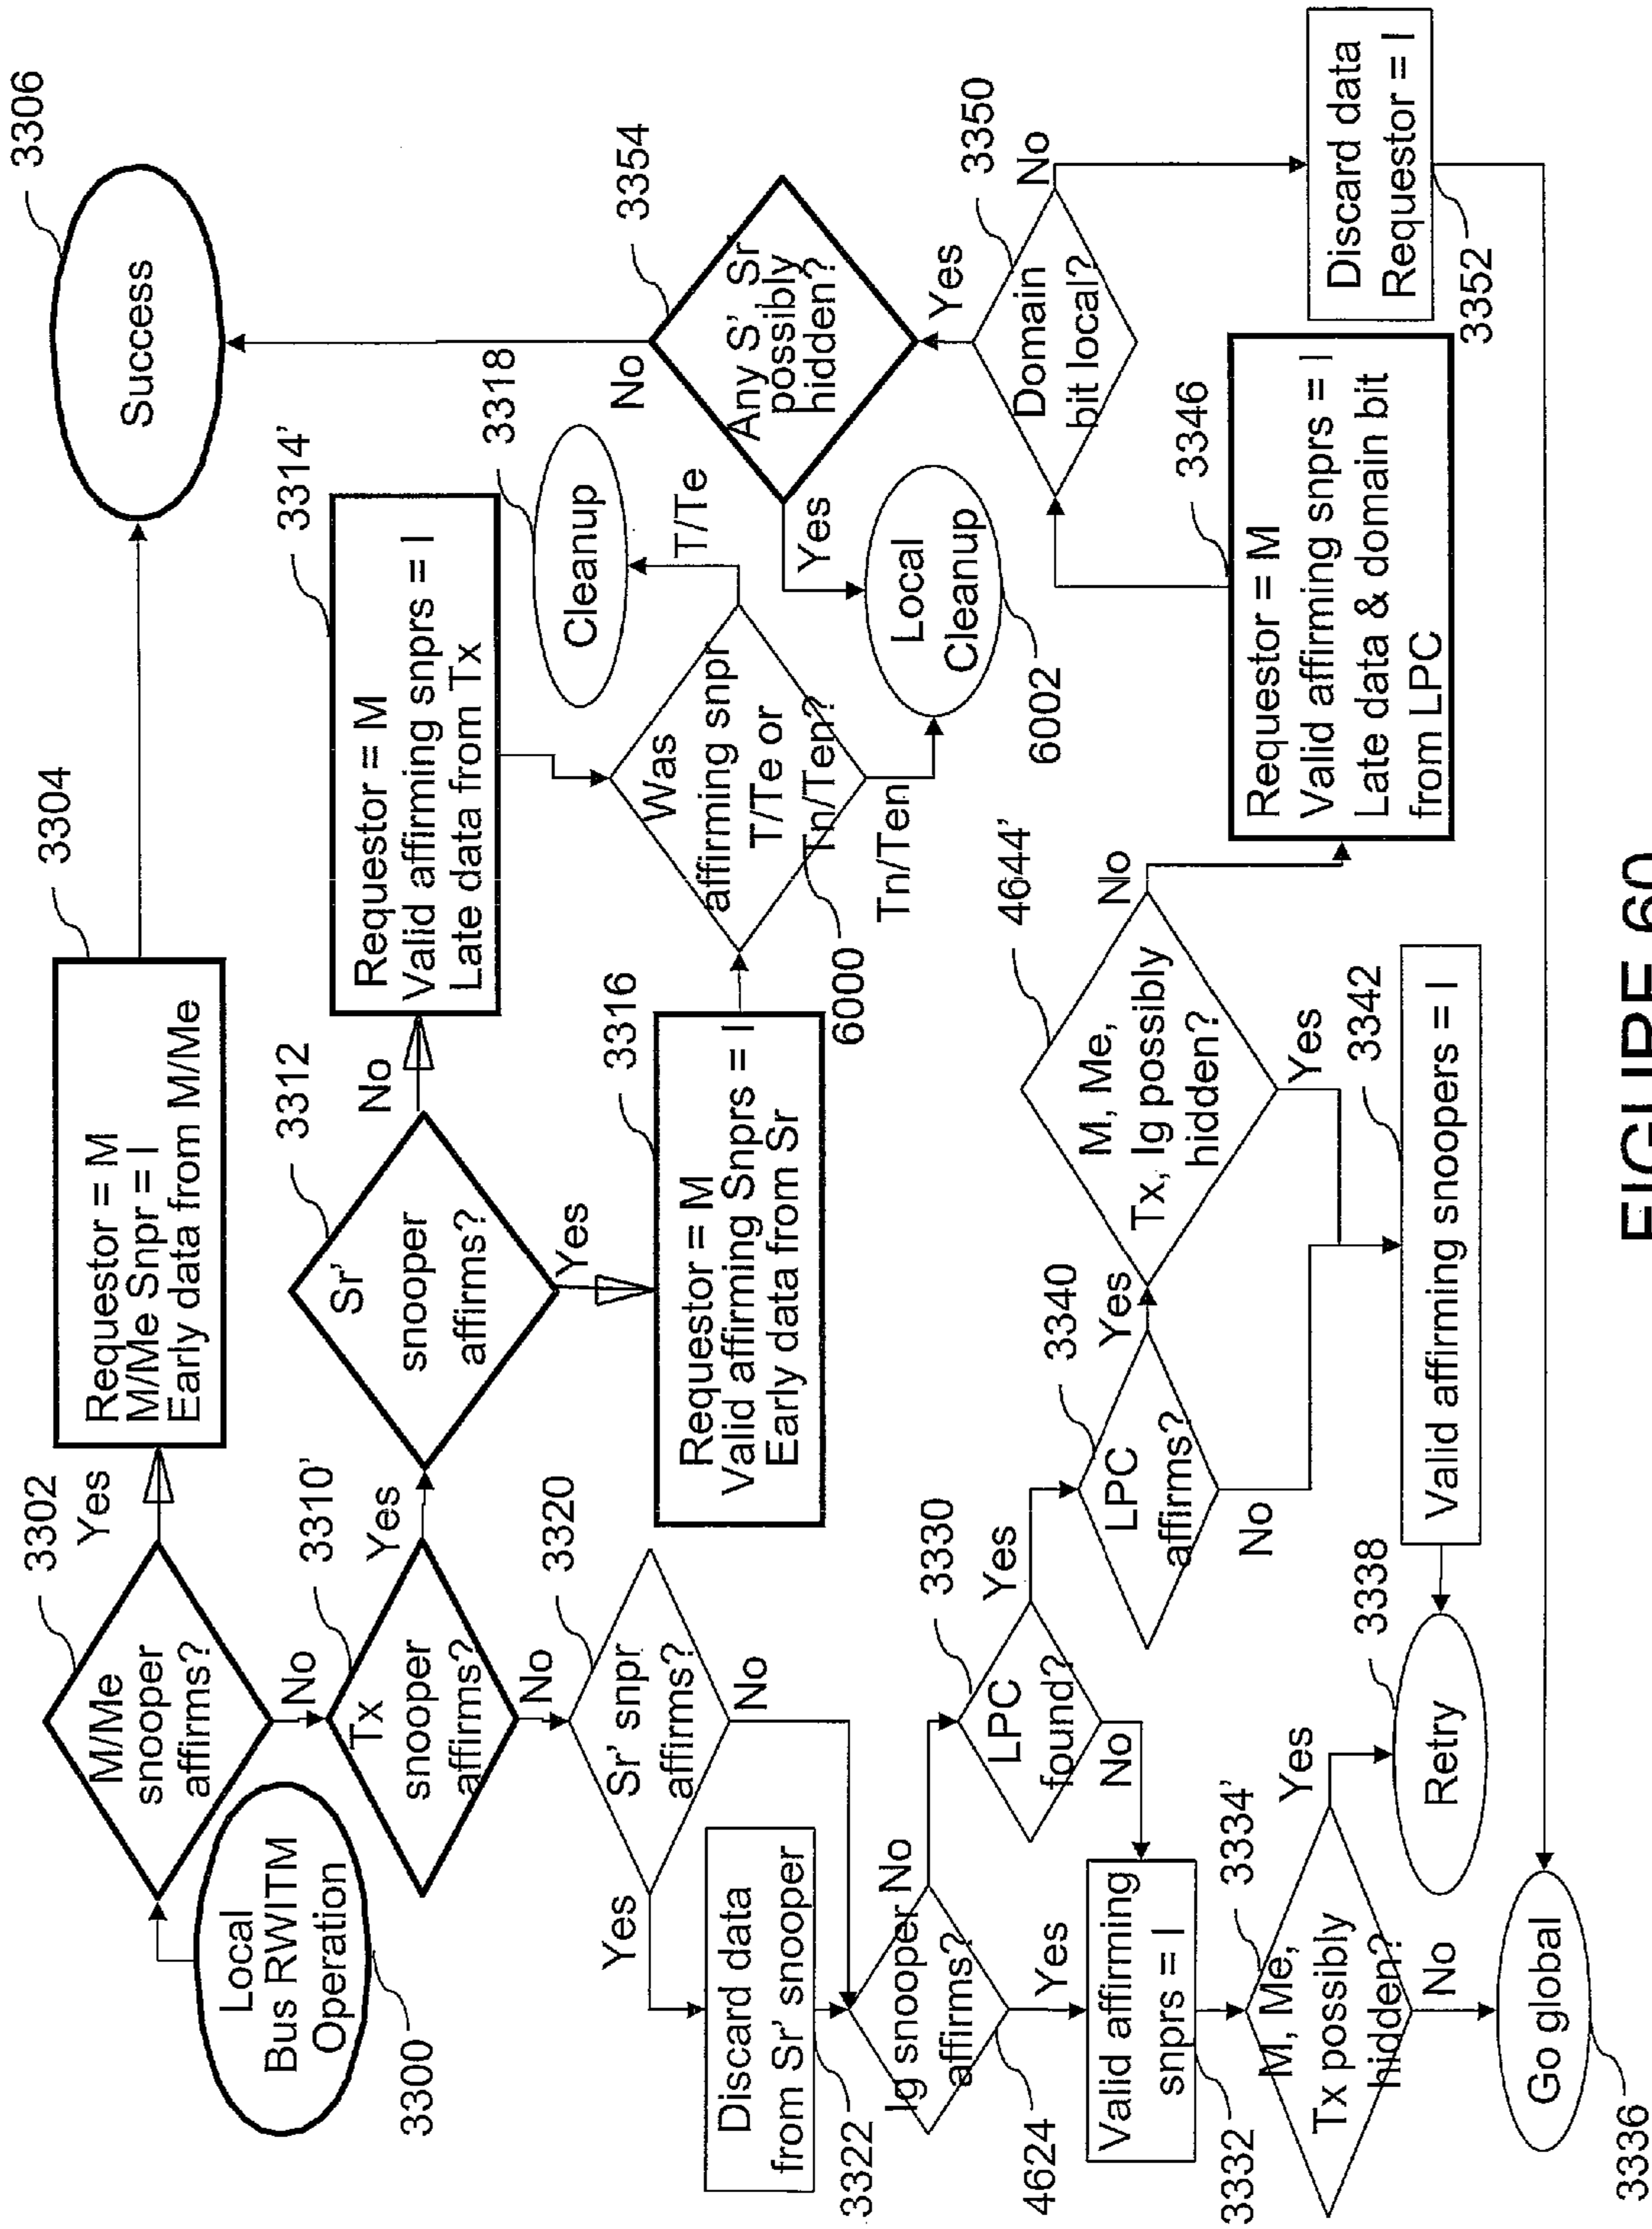 Local
Bus RWITM
Operation
3300
M/Me
snooper
affirms?
3302
Yes
No
Requestor = M
M/Me Snpr = I
Early data from M/Me
3304
Success
3306
Tx
snooper
affirms?
3310'
Yes
No
Sr'
snooper
affirms?
3312
No
Yes
Requestor = M
Valid affirming snprs = I
Late data from Tx
3314'
Requestor = M
Valid affirming Snprs = I
Early data from Sr
3316
Was
affirming snpr
T/Te or
Tn/Ten?
6000
T/Te
Tn/Ten
Cleanup
3318
Local
Cleanup
6002
Any S' Sr
possibly
hidden?
3354
No
Yes
Sr' snpr
affirms?
3320
Yes
No
Discard data
from Sr' snooper
3322
Ig snooper
affirms?
4624
No
Yes
LPC
found?
3330
Yes
No
Valid affirming
snprs = I
3332
M, Me,
Tx possibly
hidden?
3334'
Yes
No
Go global
3336
Retry
3338
LPC
affirms?
3340
Yes
No
M, Me,
Tx, Ig possibly
hidden?
4644'
No
Yes
Valid affirming snoopers = I
3342
Requestor = M
Valid affirming snprs = I
Late data & domain bit
from LPC
3346
Domain
bit local?
3350
Yes
No
Discard data
Requestor = I
3352
FIGURE 60